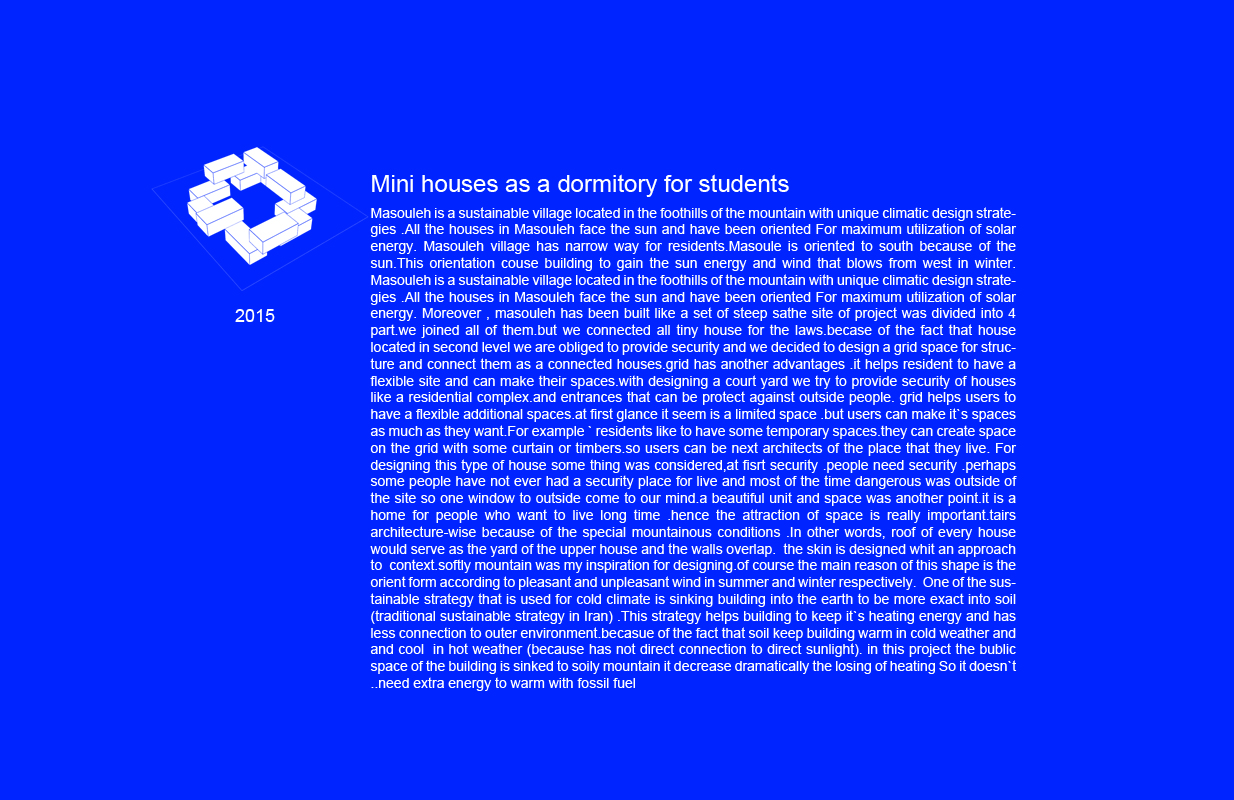 Mini houses as a dormitory for students
Masouleh is a sustainable village located in the foothills of the mountain with unique climatic design strate-
gies .All the houses in Masouleh face the sun and have been oriented For maximum utilization of solar
energy. Masouleh village has narrow way for residents.Masoule is oriented to south because of the
sun.This orientation couse building to gain the sun energy and wind that blows from west in winter.
Masouleh is a sustainable village located in the foothills of the mountain with unique climatic design strate-
gies .All the houses in Masouleh face the sun and have been oriented For maximum utilization of solar
energy. Moreover , masouleh has been built like a set of steep sathe site of project was divided into 4
part.we joined all of them.but we connected all tiny house for the laws.becase of the fact that house
located in second level we are obliged to provide security and we decided to design a grid space for struc-
ture and connect them as a connected houses.grid has another advantages .it helps resident to have a
flexible site and can make their spaces.with designing a court yard we try to provide security of houses
like a residential complex.and entrances that can be protect against outside people. grid helps users to
have a flexible additional spaces.at first glance it seem is a limited space .but users can make it`s spaces
as much as they want.For example ` residents like to have some temporary spaces.they can create space
on the grid with some curtain or timbers.so users can be next architects of the place that they live. For
designing this type of house some thing was considered,at fisrt security .people need security .perhaps
some people have not ever had a security place for live and most of the time dangerous was outside of
the site so one window to outside come to our mind.a beautiful unit and space was another point.it is a
home for people who want to live long time .hence the attraction of space is really important.tairs
architecture-wise because of the special mountainous conditions .In other words, roof of every house
would serve as the yard of the upper house and the walls overlap.  the skin is designed whit an approach
to  context.softly mountain was my inspiration for designing.of course the main reason of this shape is the
orient form according to pleasant and unpleasant wind in summer and winter respectively.  One of the sus-
tainable strategy that is used for cold climate is sinking building into the earth to be more exact into soil
(traditional sustainable strategy in Iran) .This strategy helps building to keep it`s heating energy and has
less connection to outer environment.becasue of the fact that soil keep building warm in cold weather and
and cool  in hot weather (because has not direct connection to direct sunlight). in this project the bublic
space of the building is sinked to soily mountain it decrease dramatically the losing of heating So it doesn`t
..need extra energy to warm with fossil fuel
2015